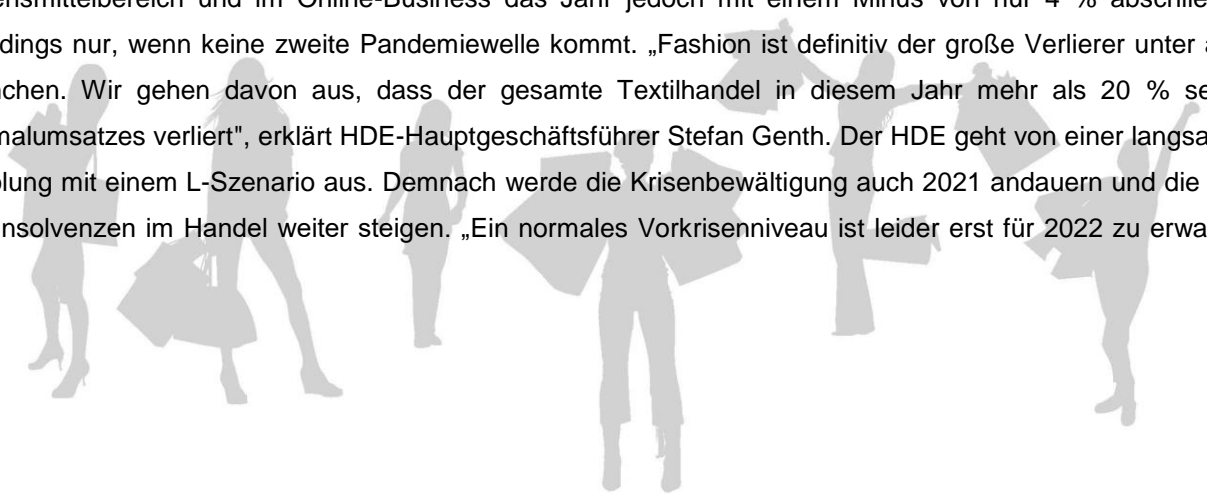 ensmittelbereich und im Online-Business das Jahr jedoch mit einem Minus von nur 4 % abschlie
dings nur, wenn keine zweite Pandemiewelle kommt. „Fashion ist definitiv der große Verlierer unter a
nchen. Wir gehen davon aus, dass der gesamte Textilhandel in diesem Jahr mehr als 20 % se
malumsatzes verliert", erklärt HDE-Hauptgeschäftsführer Stefan Genth. Der HDE geht von einer langsa
olung mit einem L-Szenario aus. Demnach werde die Krisenbewältigung auch 2021 andauern und die
nsolvenzen im Handel weiter steigen. „Ein normales Vorkrisenniveau ist leider erst für 2022 zu erwa